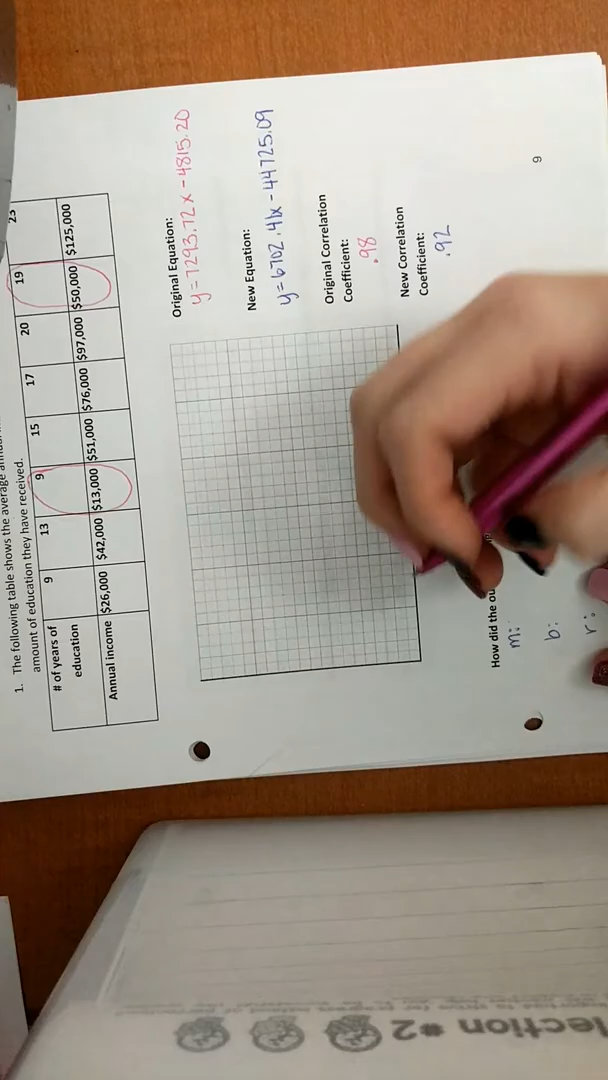 1. The following table shows the average
amount of education they have received.
# of years of education 9 13 9 15 17 20 19 23
Annual income $26,000 $42,000 $13,000 $51,000 $76,000 $97,000 $50,000 $125,000
Original Equation:
y=7293.72x-4815.20
New Equation:
y=6702.41x-44725.09
Original Correlation
Coefficient:
.98
New Correlation
Coefficient:
.92
How did the
m:
b:
r:
9
lection #2